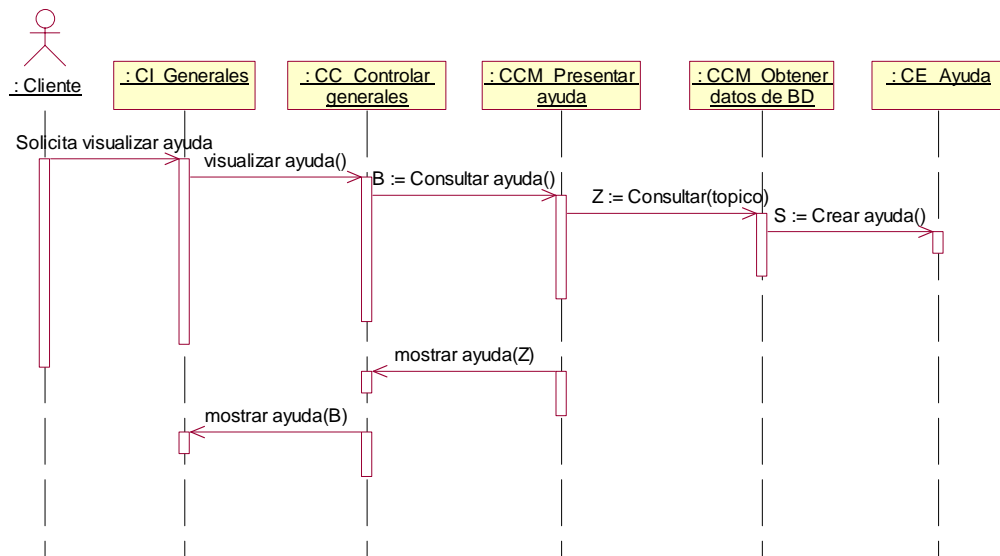 : Cliente
: CI_Generales
: CC_Controlar
generales
: CCM_Presentar
ayuda
: CCM_Obtener
datos de BD
: CE_Ayuda
Solicita visualizar ayuda
visualizar ayuda()
B := Consultar ayuda()
Z := Consultar(topico)
S := Crear ayuda()
mostrar ayuda(Z)
mostrar ayuda(B)